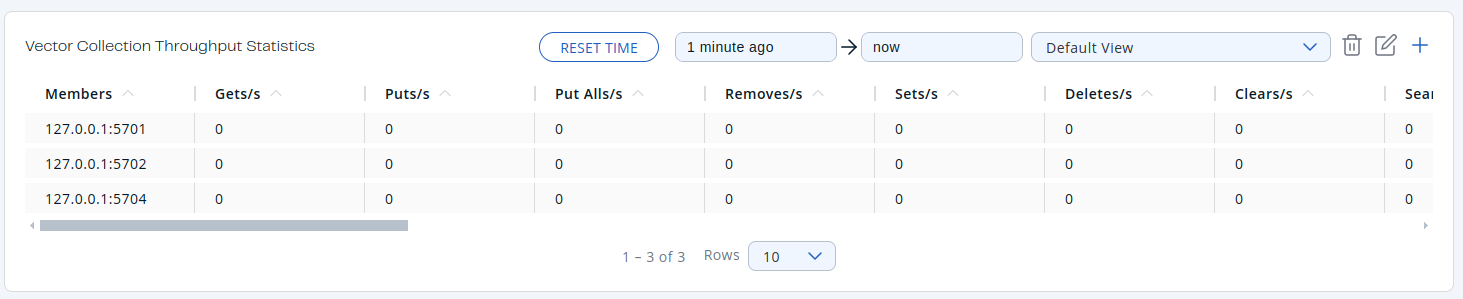 Vector Collection Throughput Statistics RESET TIME 1 minute ago now Default View
Members Gets/s Puts/s Put Alls/s Removes/s Sets/s Deletes/s Clears/s
127.0.0.1:5701 0 0 0 0 0 0 0 0
127.0.0.1:5702 0 0 0 0 0 0 0 0
127.0.0.1:5704 0 0 0 0 0 0 0 0
1 – 3 of 3 Rows 10